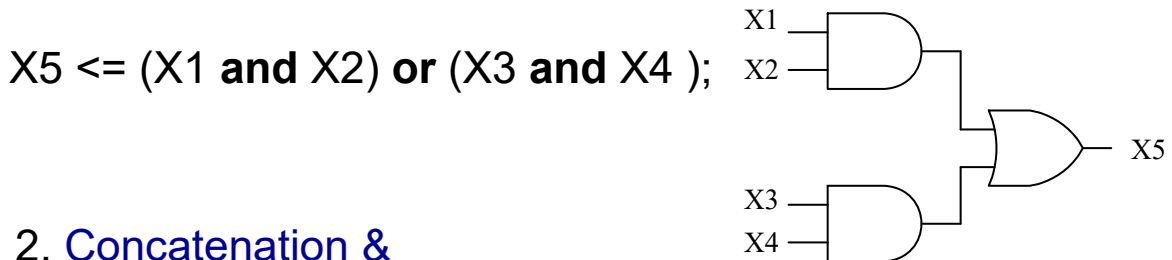 X5 <= (X1 and X2) or (X3 and X4 );
X1
X2
X5
X3
X4
2. Concatenation &